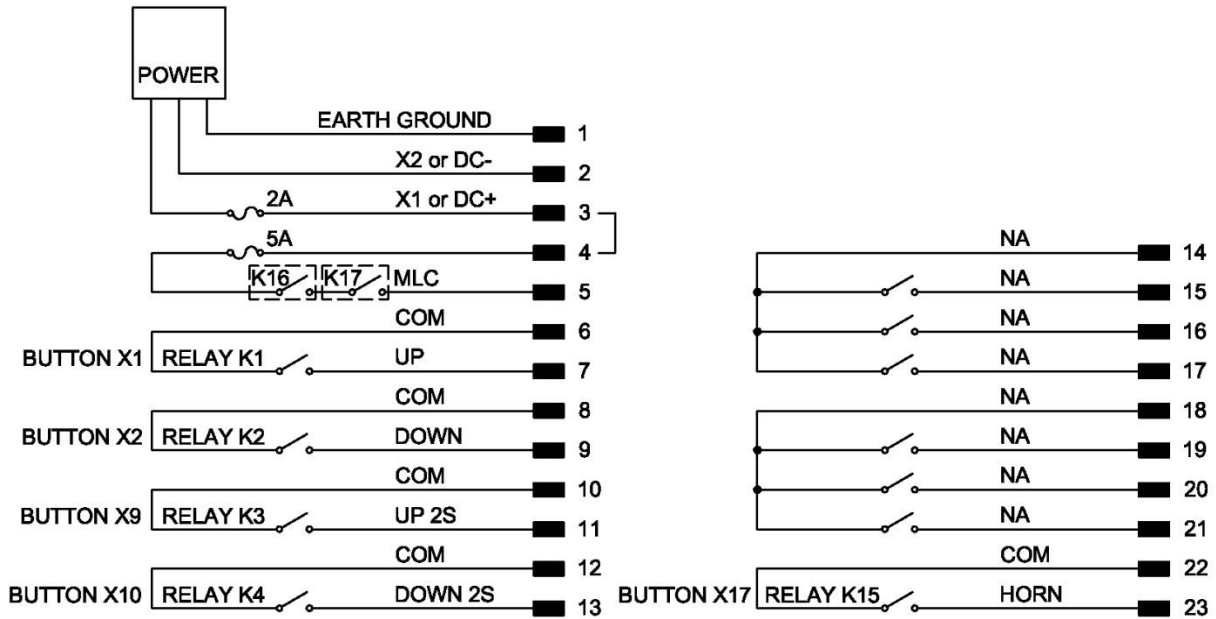 POWER
EARTH GROUND 1
X2 or DC- 2
2A X1 or DC+ 3
5A 4
K16 K17 MLC 5
COM 6
BUTTON X1 RELAY K1 UP 7
COM 8
BUTTON X2 RELAY K2 DOWN 9
COM 10
BUTTON X9 RELAY K3 UP 2S 11
COM 12
BUTTON X10 RELAY K4 DOWN 2S 13
NA 14
NA 15
NA 16
NA 17
NA 18
NA 19
NA 20
NA 21
COM 22
BUTTON X17 RELAY K15 HORN 23